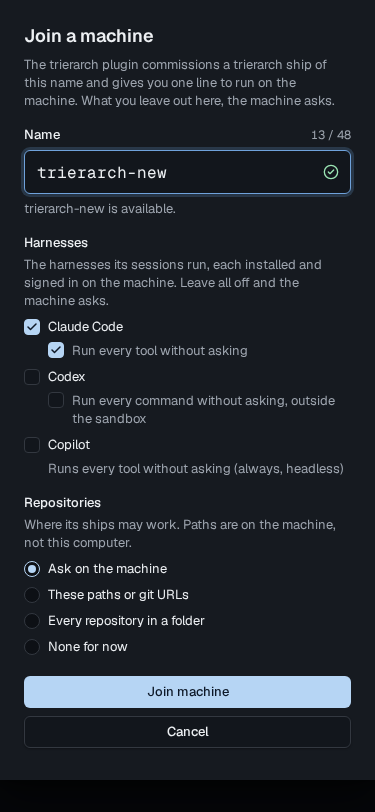 Join a machine
The trierarch plugin commissions a trierarch ship of
this name and gives you one line to run on the
machine. What you leave out here, the machine asks.
Name
13 / 48
trierarch-new
trierarch-new is available.
Harnesses
The harnesses its sessions run, each installed and
signed in on the machine. Leave all off and the
machine asks.
Claude Code
Run every tool without asking
Codex
Run every command without asking, outside
the sandbox
Copilot
Runs every tool without asking (always, headless)
Repositories
Where its ships may work. Paths are on the machine,
not this computer.
Ask on the machine
These paths or git URLs
Every repository in a folder
None for now
Join machine
Cancel